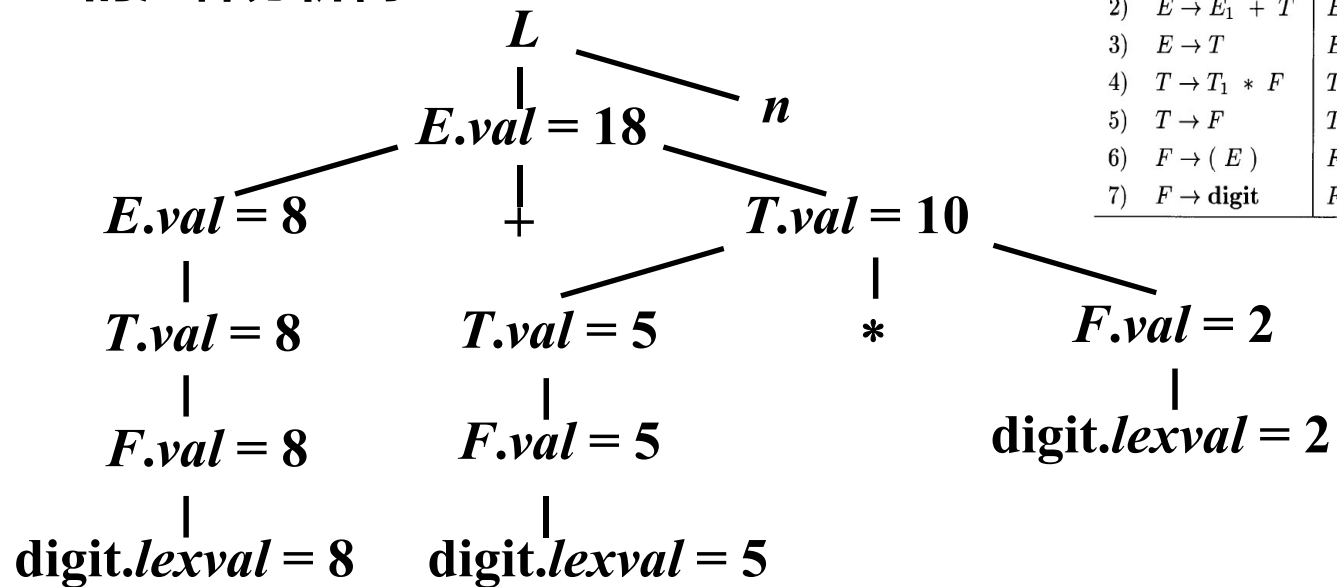 L
n
E.val = 18
E.val = 8 + T.val = 10
T.val = 8 T.val = 5 * F.val = 2
F.val = 8 F.val = 5 digit.lexval = 2
digit.lexval = 8 digit.lexval = 5
2) E → E₁ + T
3) E → T
4) T → T₁ * F
5) T → F
6) F → ( E )
7) F → digit